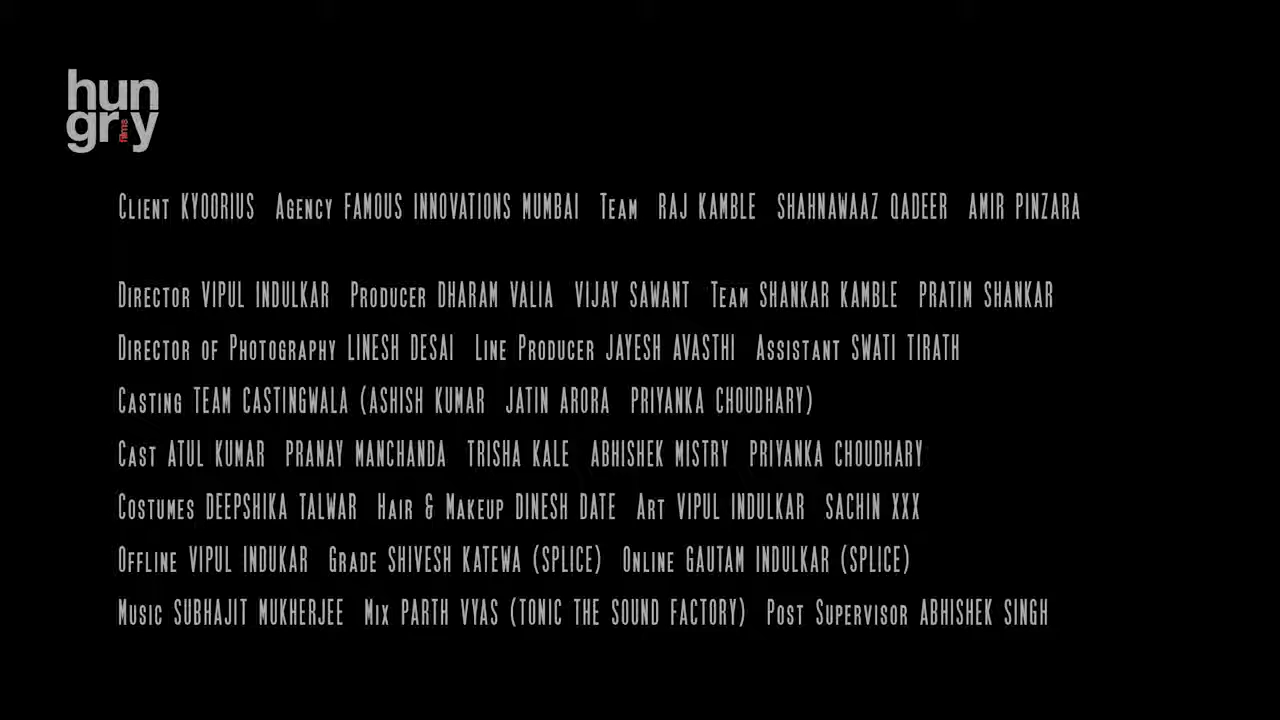 hun
gry
films
Client KYOORIUS Agency FAMOUS INNOVATIONS MUMBAI Team RAJ KAMBLE SHAHNAWAAZ QADEER AMIR PINZARA
Director VIPUL INDULKAR Producer DHARAM VALIA VIJAY SAWANT Team SHANKAR KAMBLE PRATIM SHANKAR
Director of Photography LINESH DESAI Line Producer JAYESH AVASTHI Assistant SWATI TIRATH
Casting TEAM CASTINGWALA (ASHISH KUMAR JATIN ARORA PRIYANKA CHOUDHARY)
Cast ATUL KUMAR PRANAY MANCHANDA TRISHA KALE ABHISHEK MISTRY PRIYANKA CHOUDHARY
Costumes DEEPSHIKA TALWAR Hair & Makeup DINESH DATE Art VIPUL INDULKAR SACHIN XXX
Offline VIPUL INDUKAR Grade SHIVESH KATEWA (SPLICE) Online GAUTAM INDULKAR (SPLICE)
Music SUBHAJIT MUKHERJEE Mix PARTH VYAS (TONIC THE SOUND FACTORY) Post Supervisor ABHISHEK SINGH